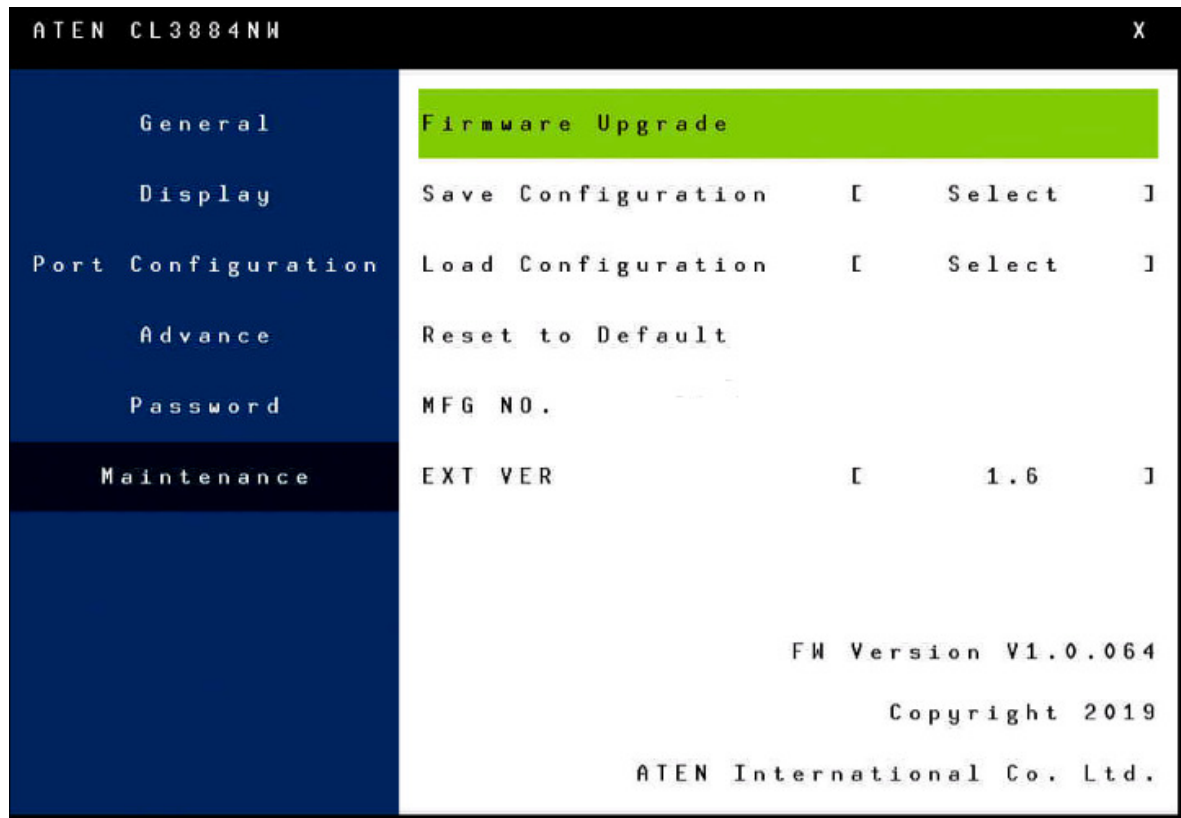 ATEN CL3884NW X
General
Display
Port Configuration
Advance
Password
Maintenance
Firmware Upgrade
Save Configuration [ Select ]
Load Configuration [ Select ]
Reset to Default
MFG NO.
EXT VER [ 1.6 ]
FW Version V1.0.064
Copyright 2019
ATEN International Co. Ltd.